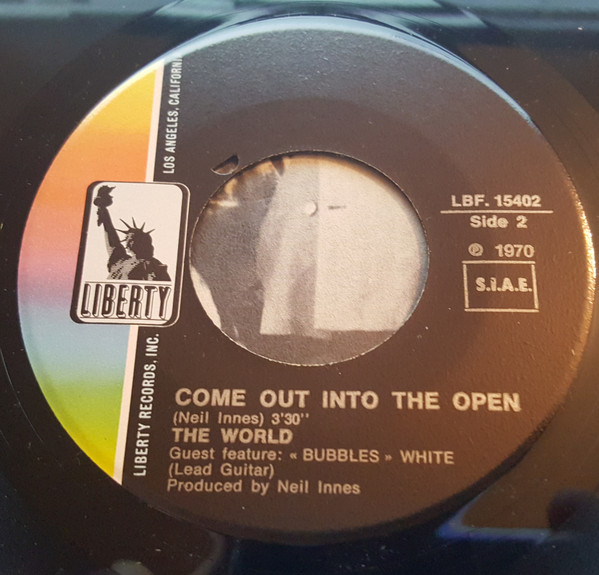 LOS ANGELES, CALIFORNI
LIBERTY
LIBERTY RECORDS, INC.
LBF. 15402
Side 2
℗ 1970
S.I.A.E.
COME OUT INTO THE OPEN
(Neil Innes) 3'30''
THE WORLD
Guest feature: « BUBBLES » WHITE
(Lead Guitar)
Produced by Neil Innes